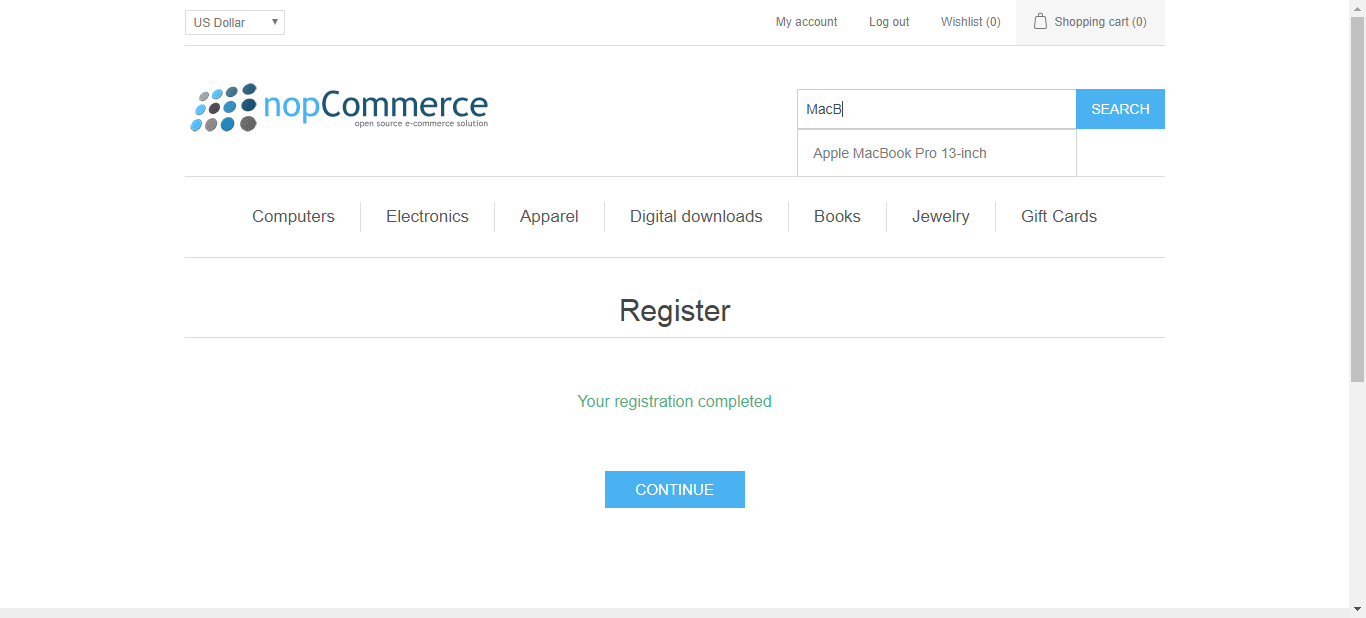 US Dollar
My account
Log out
Wishlist (0)
Shopping cart (0)
nopCommerce
open source e-commerce solution
MacB
SEARCH
Apple MacBook Pro 13-inch
Computers
Electronics
Apparel
Digital downloads
Books
Jewelry
Gift Cards
Register
Your registration completed
CONTINUE